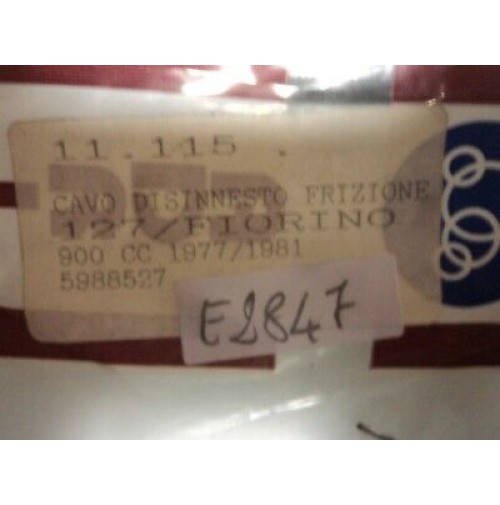 11.115.
CAVO DISINNESTO FRIZIONE
127/FIORINO
900 CC 1977/1981
5988527
E2847